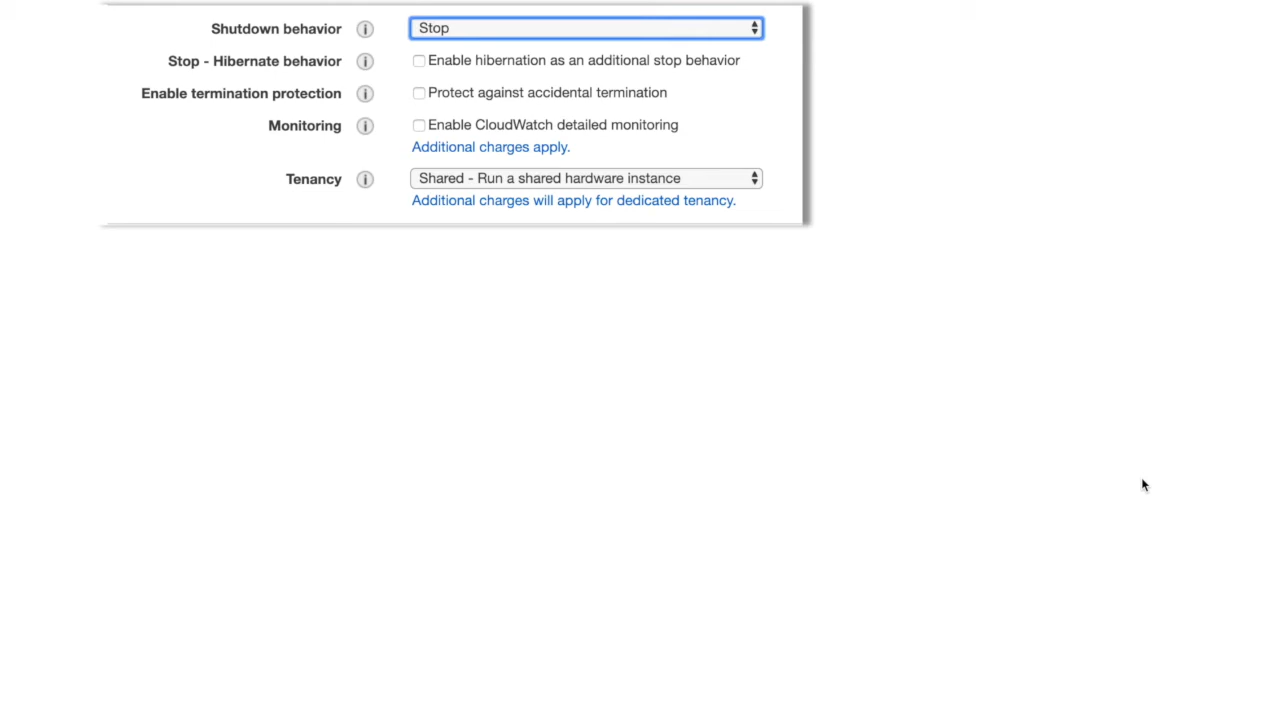 Shutdown behavior Stop
Stop - Hibernate behavior Enable hibernation as an additional stop behavior
Enable termination protection Protect against accidental termination
Monitoring Enable CloudWatch detailed monitoring
Additional charges apply.
Tenancy Shared - Run a shared hardware instance
Additional charges will apply for dedicated tenancy.